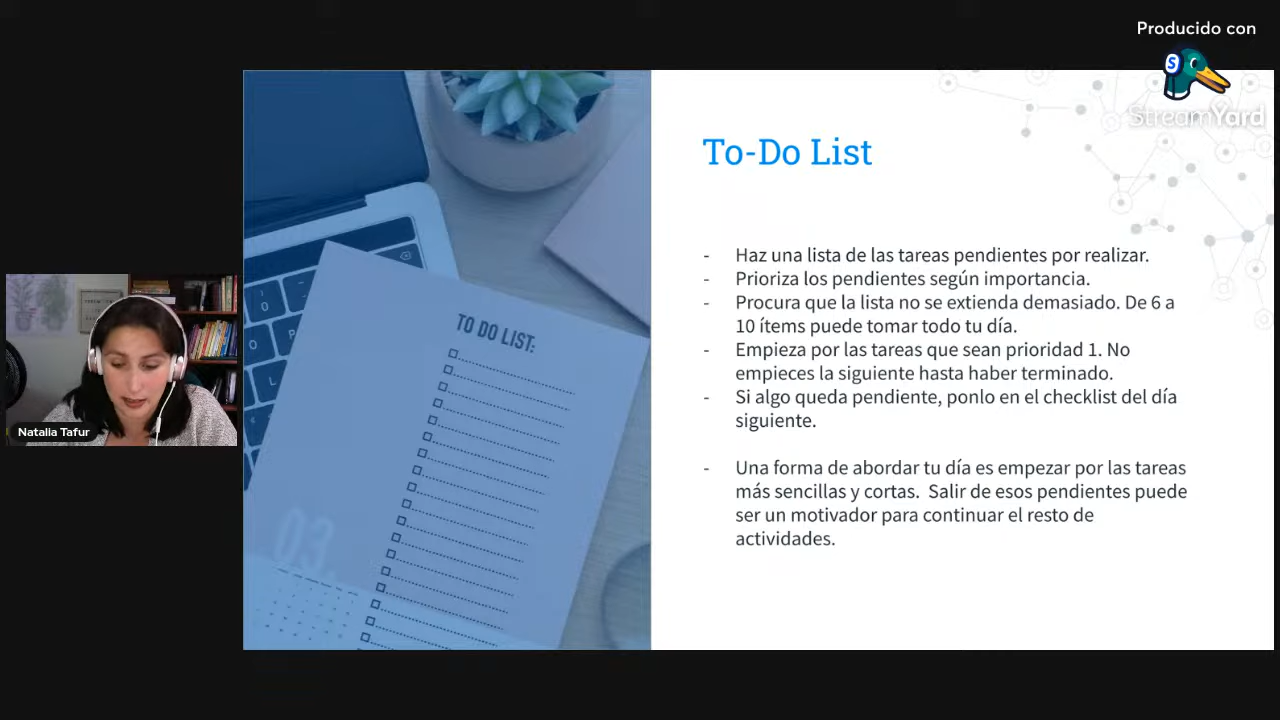 Producido con
StreamYard
To-Do List
- Haz una lista de las tareas pendientes por realizar.
- Prioriza los pendientes según importancia.
- Procura que la lista no se extienda demasiado. De 6 a
10 ítems puede tomar todo tu día.
- Empieza por las tareas que sean prioridad 1. No
empieces la siguiente hasta haber terminado.
- Si algo queda pendiente, ponlo en el checklist del día
siguiente.
- Una forma de abordar tu día es empezar por las tareas
más sencillas y cortas. Salir de esos pendientes puede
ser un motivador para continuar el resto de
actividades.
TO DO LIST:
03.
Natalia Tafur